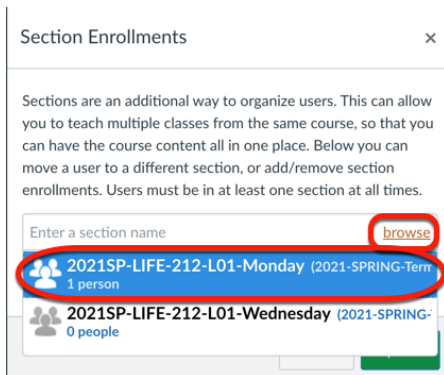 Section Enrollments ×
Sections are an additional way to organize users. This can allow
you to teach multiple classes from the same course, so that you
can have the course content all in one place. Below you can
move a user to a different section, or add/remove section
enrollments. Users must be in at least one section at all times.
Enter a section name browse
2021SP-LIFE-212-L01-Monday (2021-SPRING-Term
1 person
2021SP-LIFE-212-L01-Wednesday (2021-SPRING-
0 people